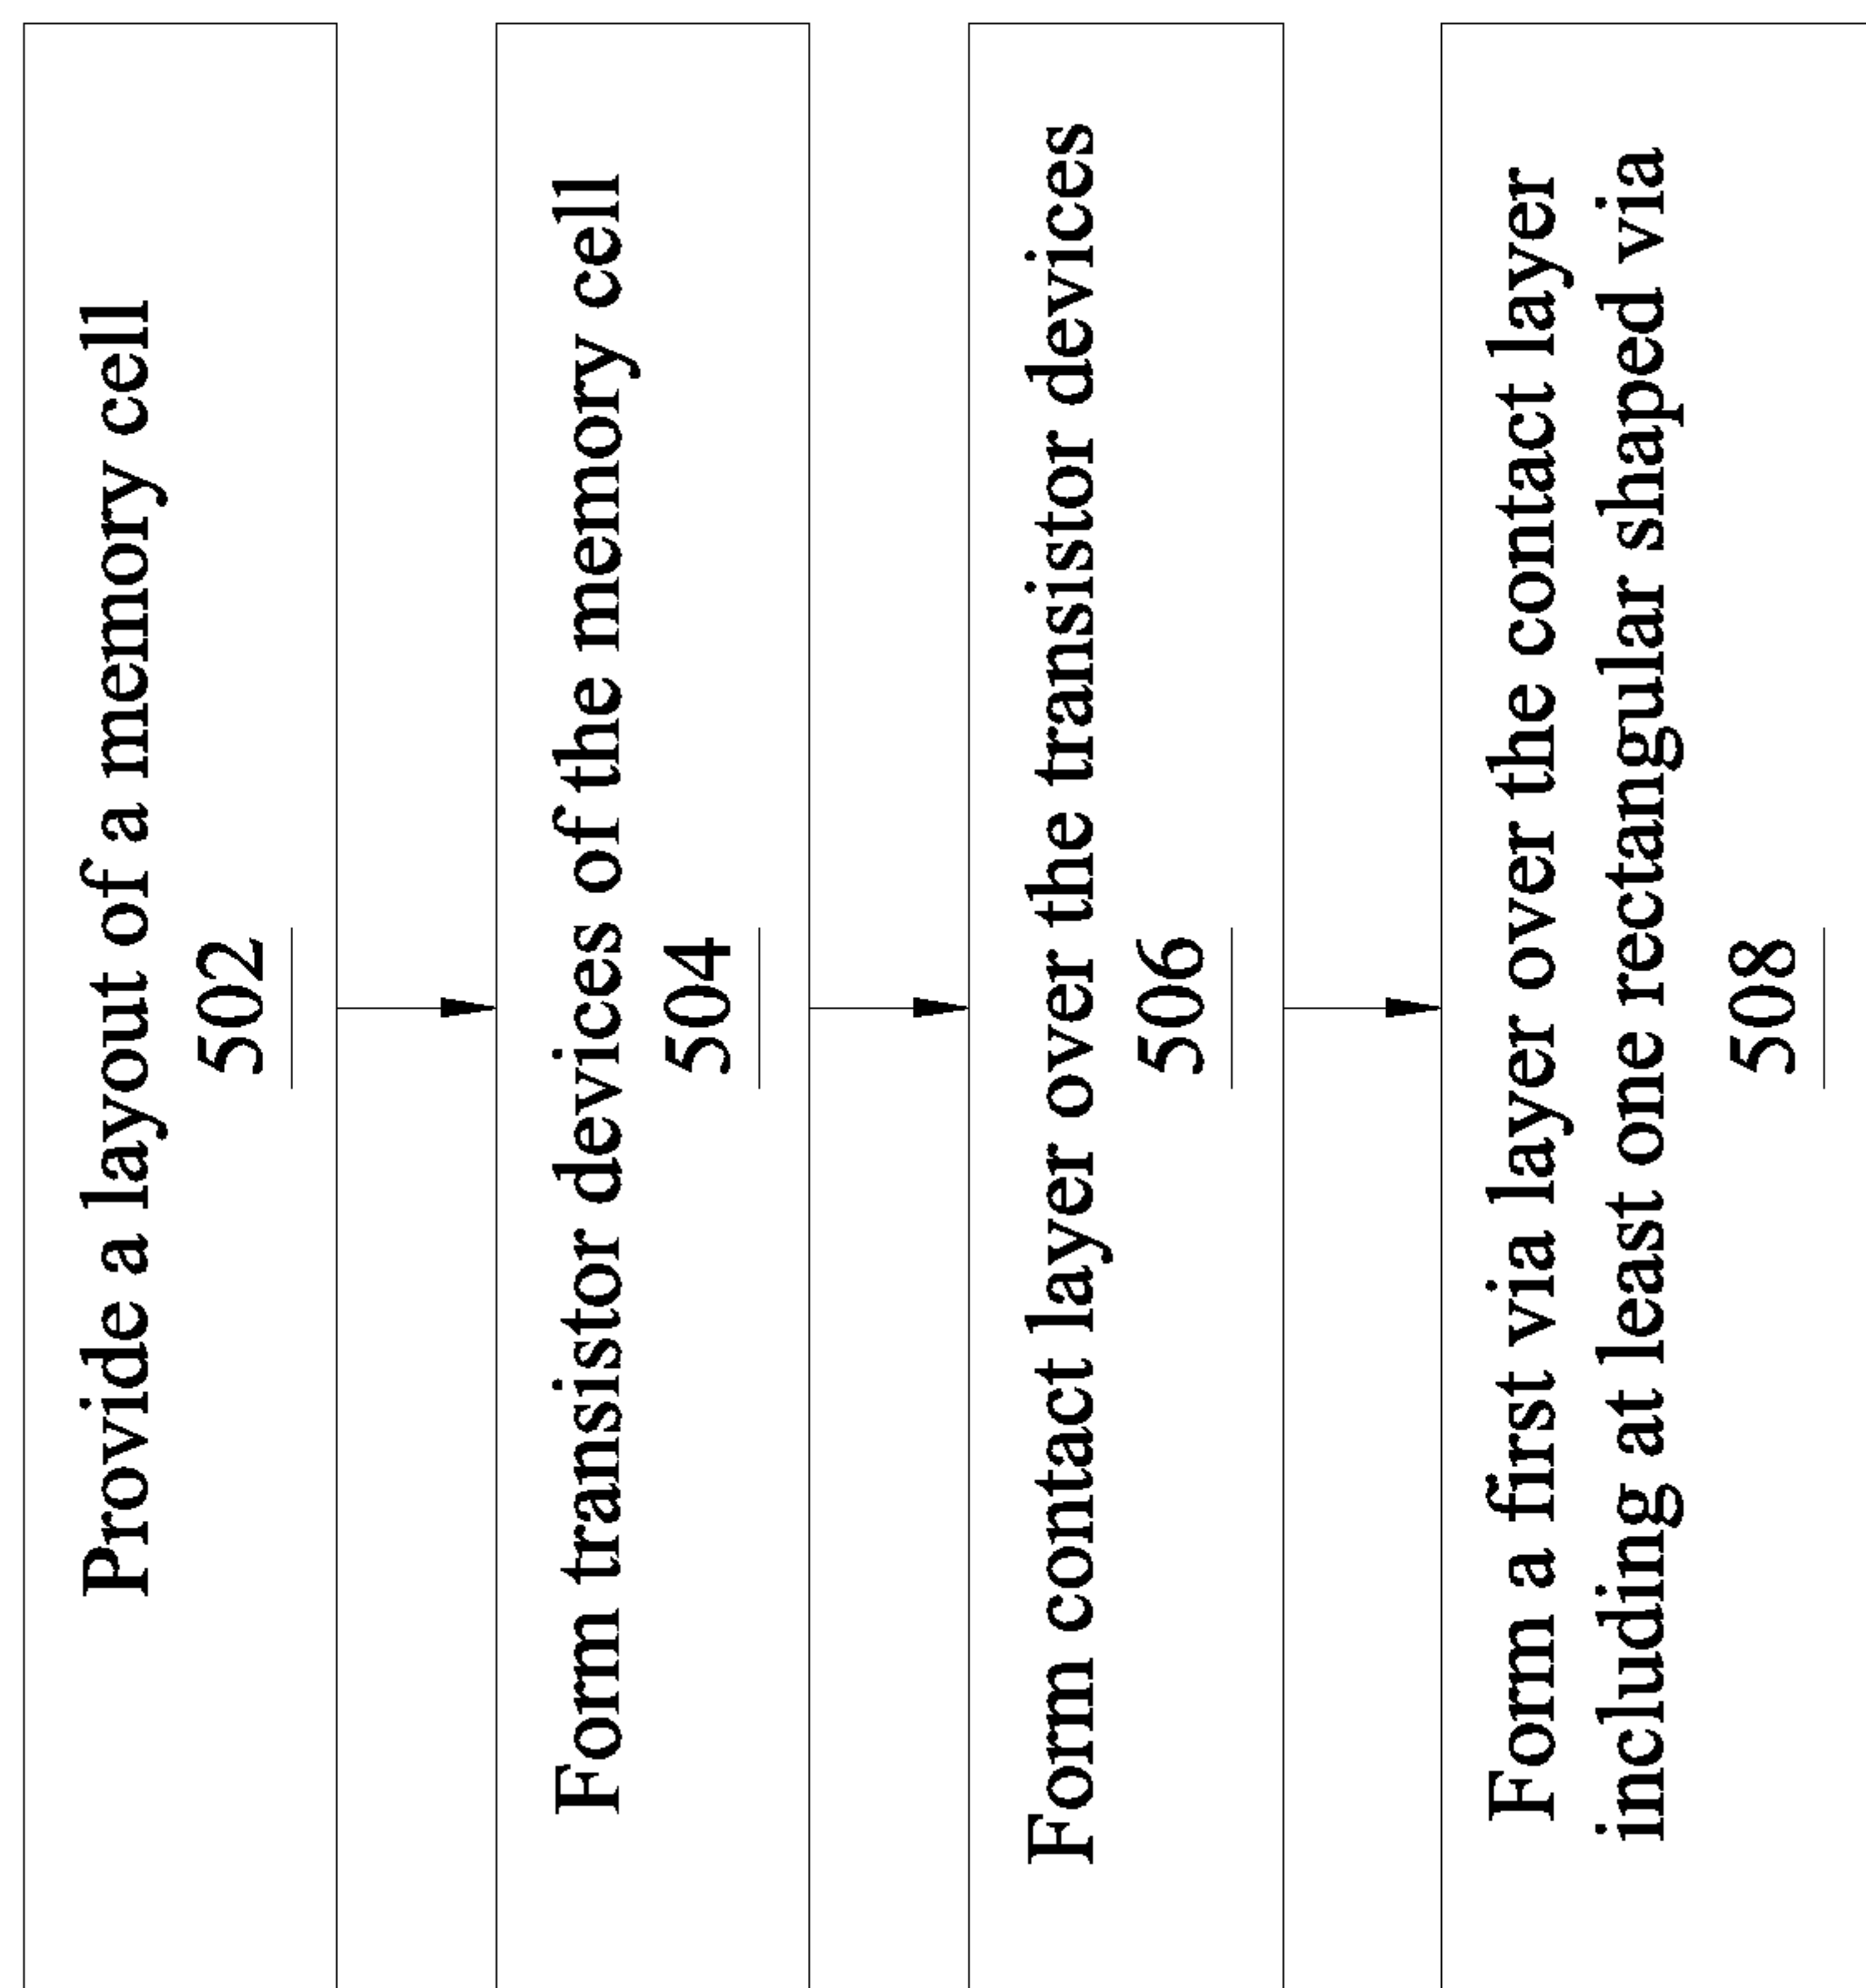 Provide a layout of a memory cell
502
Form transistor devices of the memory cell
504
Form contact layer over the transistor devices
506
Form a first via layer over the contact layer
including at least one rectangular shaped via
508